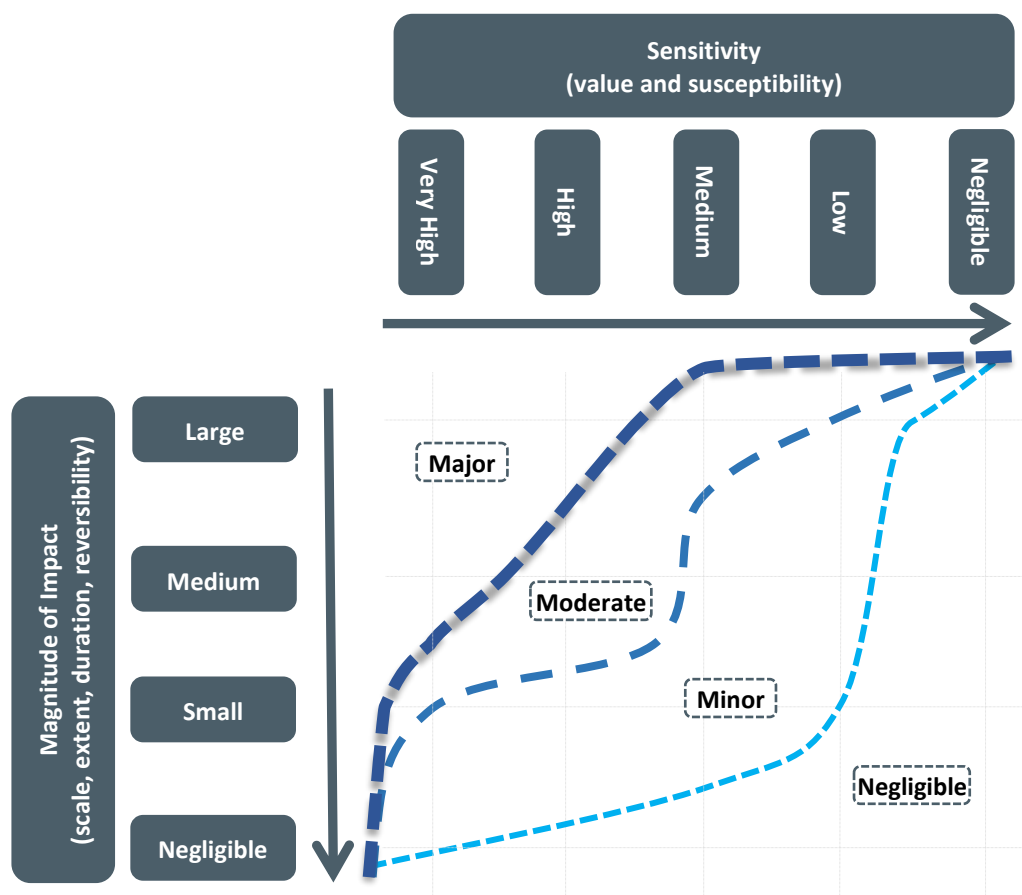 Sensitivity
(value and susceptibility)
Very High
High
Medium
Low
Negligible
Magnitude of Impact
(scale, extent, duration, reversibility)
Large
Medium
Small
Negligible
Major
Moderate
Minor
Negligible